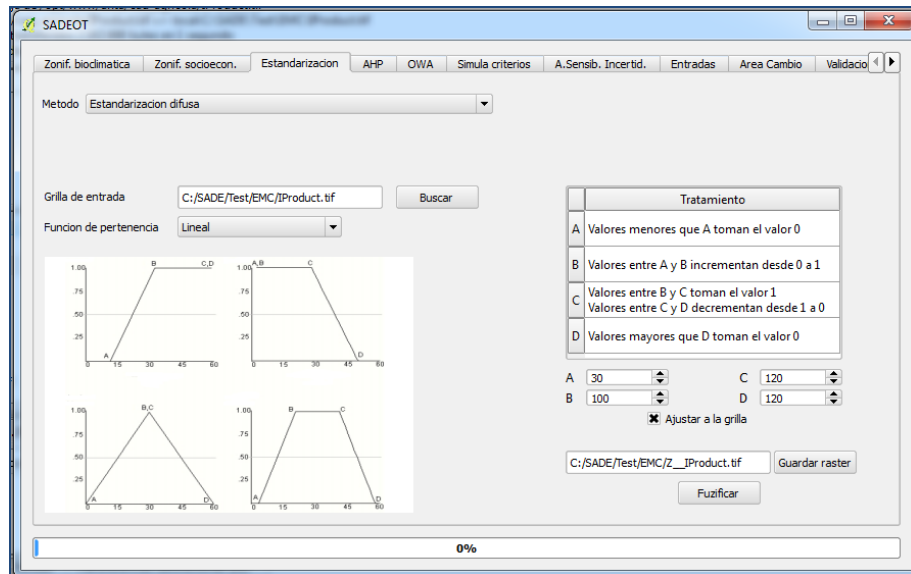 SADEOT
Zonif. bioclimatica Zonif. socioecon. Estandarizacion AHP OWA Simula criterios A.Sensib. Incertid. Entradas Area Cambio Validacio
Metodo Estandarizacion difusa
Grilla de entrada C:/SADE/Test/EMC/IProduct.tif Buscar
Funcion de pertenencia Lineal
1.00 B C,D
.75
.50
.25
A
0 15 30 45 60
1.00 A,B C
.75
.50
.25
D
0 15 30 45 60
1.00 B,C
.75
.50
.25
A D
0 15 30 45 60
1.00 B C
.75
.50
.25
A D
0 15 30 45 60
Tratamiento
A Valores menores que A toman el valor 0
B Valores entre A y B incrementan desde 0 a 1
C Valores entre B y C toman el valor 1
Valores entre C y D decrementan desde 1 a 0
D Valores mayores que D toman el valor 0
A 30 C 120
B 100 D 120
Ajustar a la grilla
C:/SADE/Test/EMC/Z__IProduct.tif Guardar raster
Fuzificar
0%